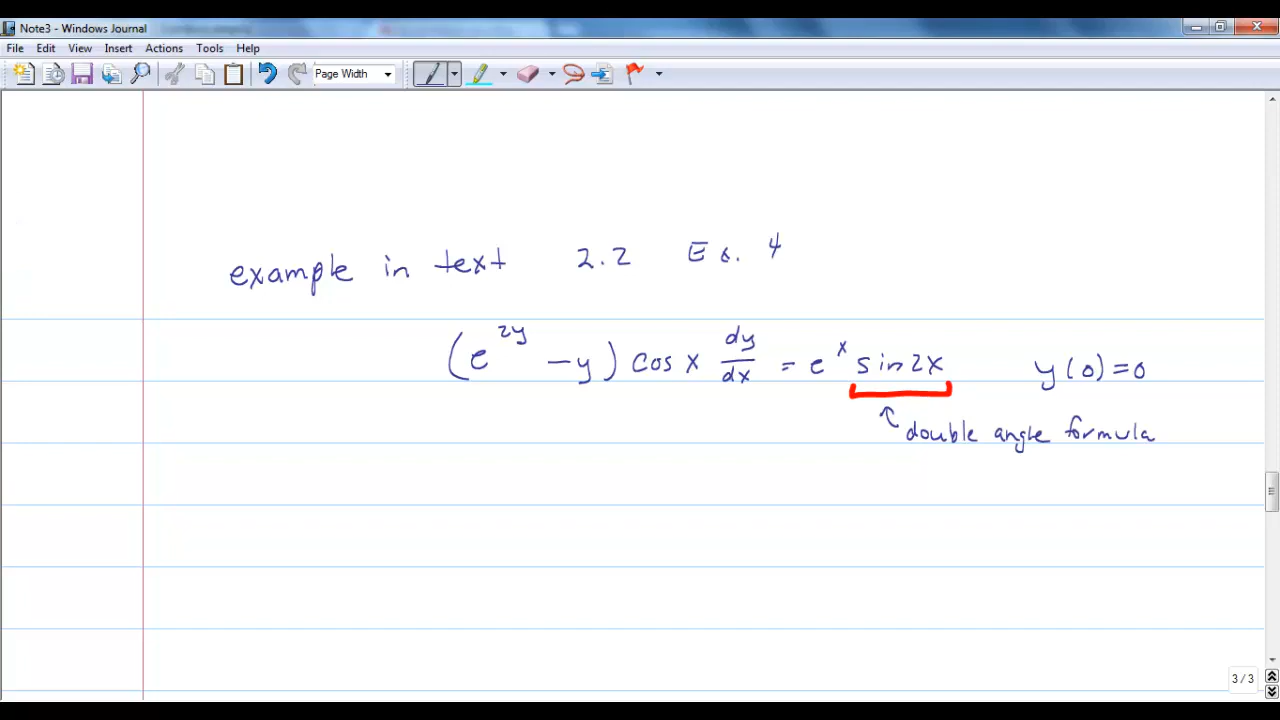 Note3 - Windows Journal
File Edit View Insert Actions Tools Help
Page Width
example in text 2.2 Ex. 4
(e^{2y} - y) cos x dy/dx = e^x sin 2x y(0) = 0
double angle formula
3 / 3